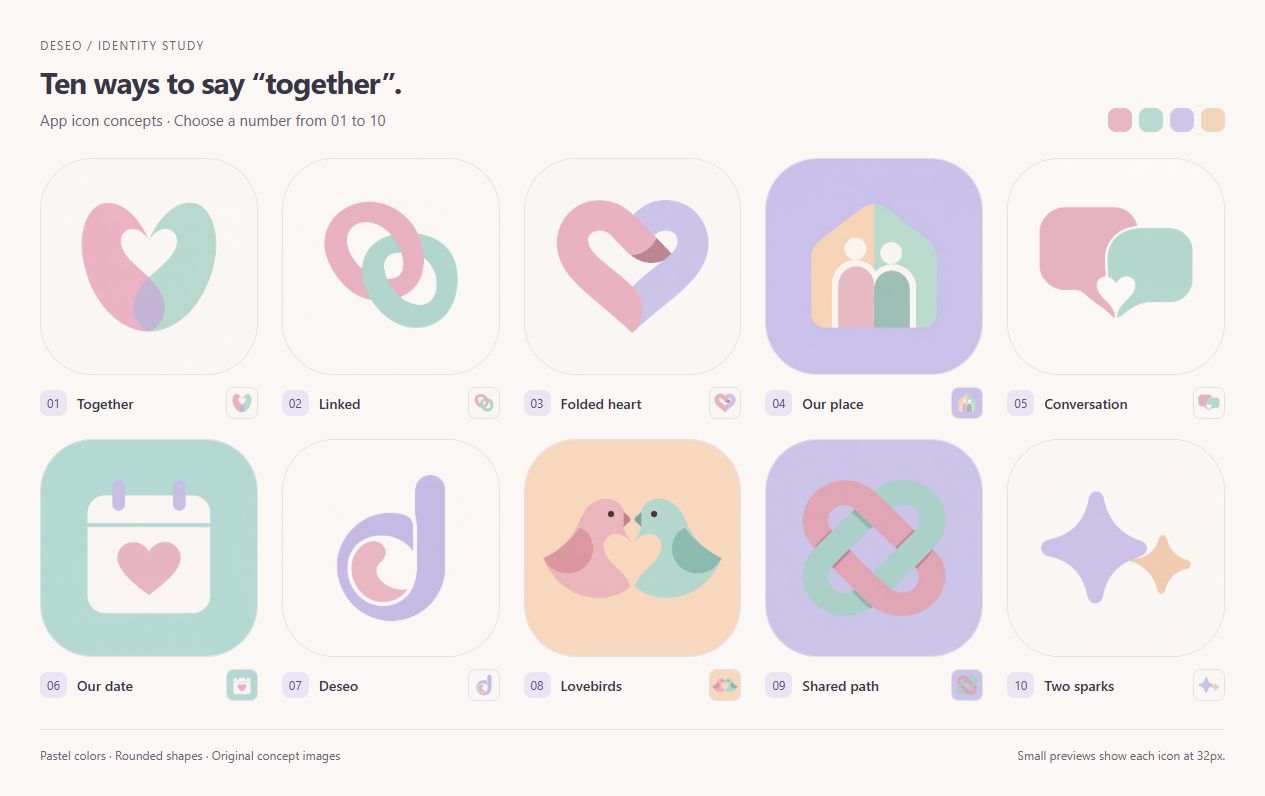 DESEO / IDENTITY STUDY
Ten ways to say “together”.
App icon concepts · Choose a number from 01 to 10
01 Together
02 Linked
03 Folded heart
04 Our place
05 Conversation
06 Our date
07 Deseo
08 Lovebirds
09 Shared path
10 Two sparks
Pastel colors · Rounded shapes · Original concept images
Small previews show each icon at 32px.